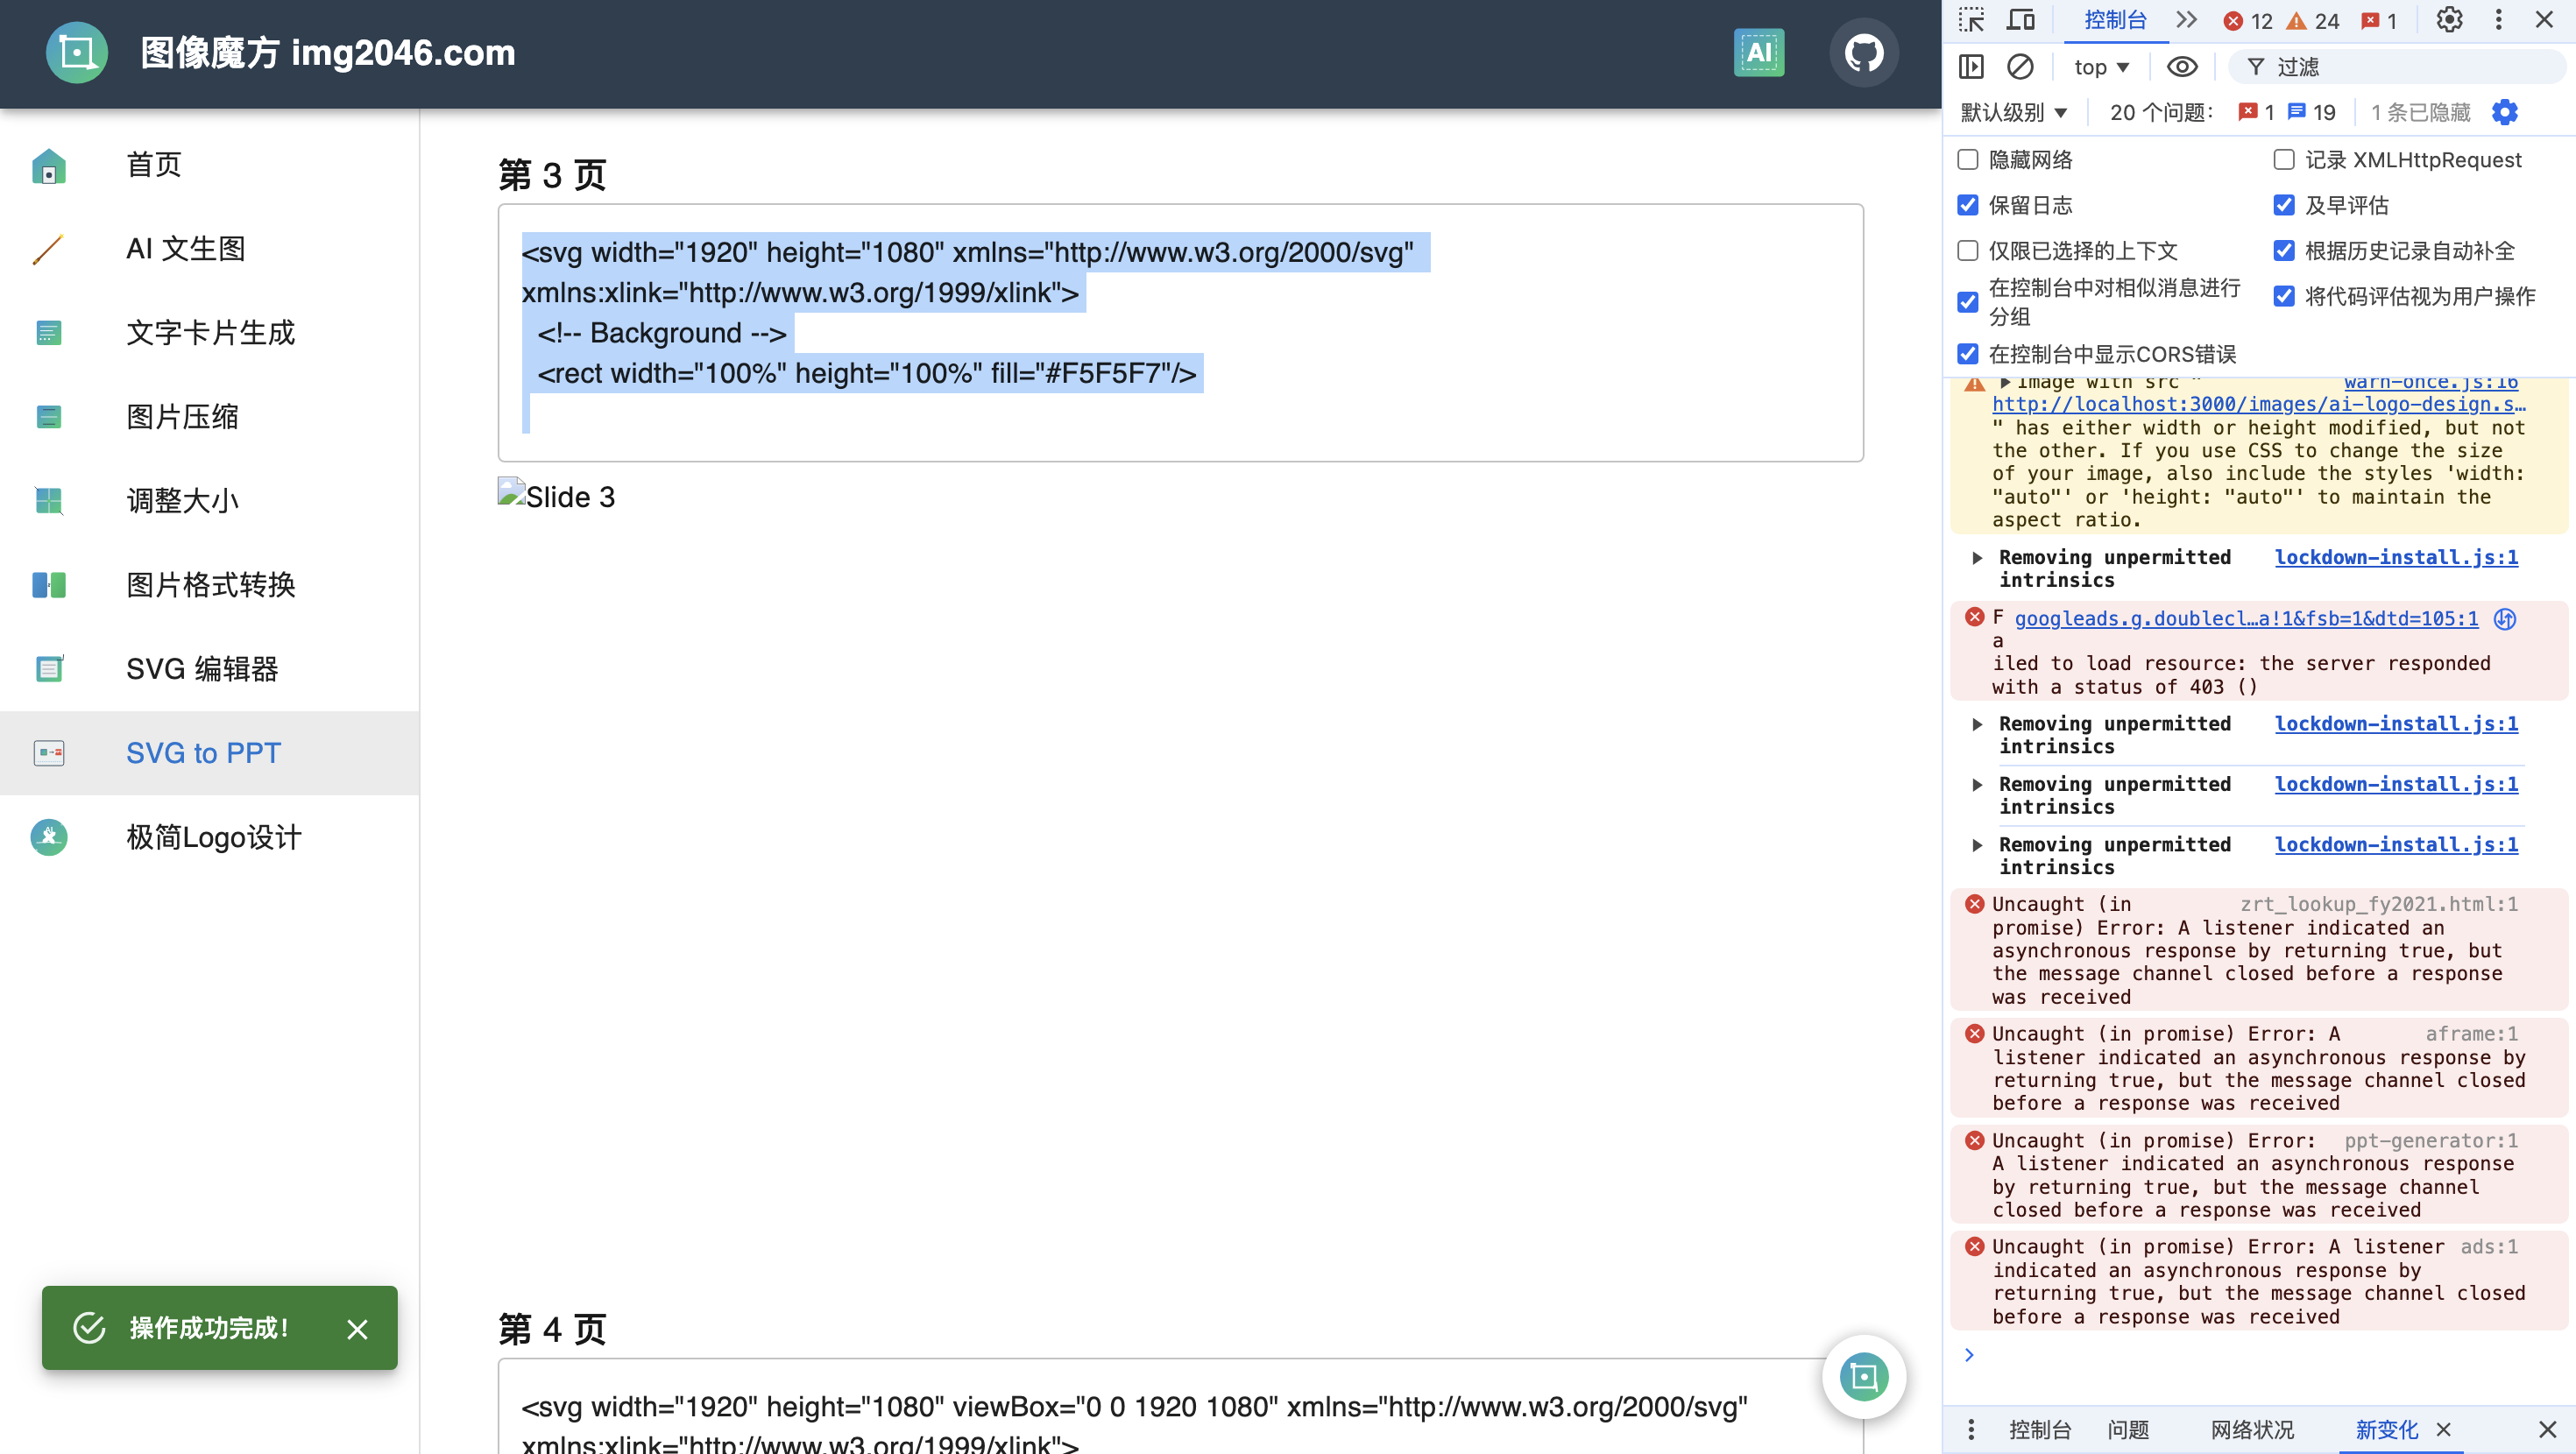 图像魔方 img2046.com
AI
首页
AI 文生图
文字卡片生成
图片压缩
调整大小
图片格式转换
SVG 编辑器
SVG to PPT
极简Logo设计
操作成功完成！
第 3 页
<svg width="1920" height="1080" xmlns="http://www.w3.org/2000/svg"
xmlns:xlink="http://www.w3.org/1999/xlink">
<!-- Background -->
<rect width="100%" height="100%" fill="#F5F5F7"/>
Slide 3
第 4 页
<svg width="1920" height="1080" viewBox="0 0 1920 1080" xmlns="http://www.w3.org/2000/svg"
xmlns:xlink="http://www.w3.org/1999/xlink">
控制台 12 24 1
top 过滤
默认级别 20 个问题： 1 19 1 条已隐藏
隐藏网络 记录 XMLHttpRequest
保留日志 及早评估
仅限已选择的上下文 根据历史记录自动补全
在控制台中对相似消息进行
分组
将代码评估视为用户操作
在控制台中显示CORS错误
Image with src " warn-once.js:16
http://localhost:3000/images/ai-logo-design.s…
" has either width or height modified, but not
the other. If you use CSS to change the size
of your image, also include the styles 'width:
"auto"' or 'height: "auto"' to maintain the
aspect ratio.
Removing unpermitted lockdown-install.js:1
intrinsics
F googleads.g.doublecl…a!1&fsb=1&dtd=105:1
a
iled to load resource: the server responded
with a status of 403 ()
Removing unpermitted lockdown-install.js:1
intrinsics
Removing unpermitted lockdown-install.js:1
intrinsics
Removing unpermitted lockdown-install.js:1
intrinsics
Uncaught (in zrt_lookup_fy2021.html:1
promise) Error: A listener indicated an
asynchronous response by returning true, but
the message channel closed before a response
was received
Uncaught (in promise) Error: A aframe:1
listener indicated an asynchronous response by
returning true, but the message channel closed
before a response was received
Uncaught (in promise) Error: ppt-generator:1
A listener indicated an asynchronous response
by returning true, but the message channel
closed before a response was received
Uncaught (in promise) Error: A listener ads:1
indicated an asynchronous response by
returning true, but the message channel closed
before a response was received
控制台 问题 网络状况 新变化